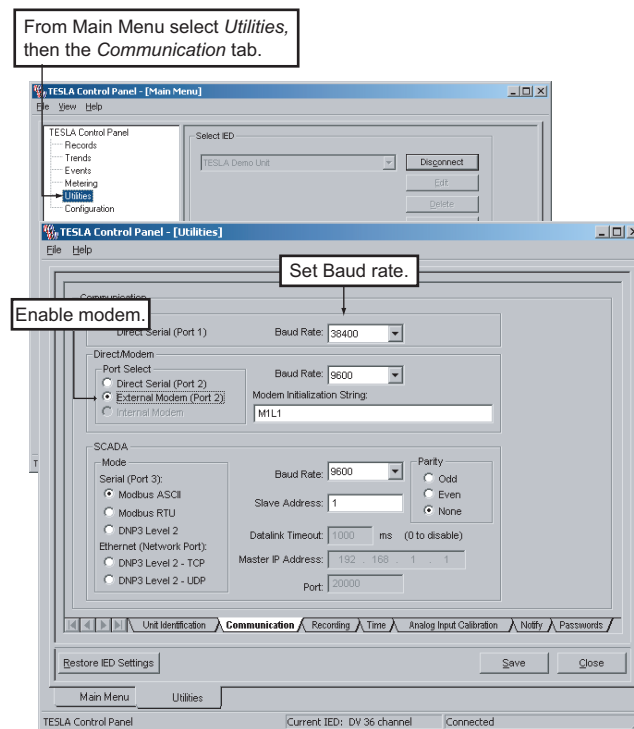 From Main Menu select Utilities,
then the Communication tab.
TESLA Control Panel - [Main Menu]
File View Help
TESLA Control Panel
Records
Trends
Events
Metering
Utilities
Configuration
Select IED
TESLA Demo Unit
Disconnect
Edit
Delete
TESLA Control Panel - [Utilities]
File Help
Set Baud rate.
Enable modem.
Communication
Direct Serial (Port 1)
Baud Rate: 38400
Direct/Modem
Port Select
Direct Serial (Port 2)
External Modem (Port 2)
Internal Modem
Baud Rate: 9600
Modem Initialization String:
M1L1
SCADA
Mode
Serial (Port 3):
Modbus ASCII
Modbus RTU
DNP3 Level 2
Ethernet (Network Port):
DNP3 Level 2 - TCP
DNP3 Level 2 - UDP
Baud Rate: 9600
Slave Address: 1
Datalink Timeout: 1000 ms (0 to disable)
Master IP Address: 192 . 168 . 1 . 1
Port: 20000
Parity
Odd
Even
None
Unit Identification Communication Recording Time Analog Input Calibration Notify Passwords
Restore IED Settings Save Close
Main Menu Utilities
TESLA Control Panel Current IED: DV 36 channel Connected